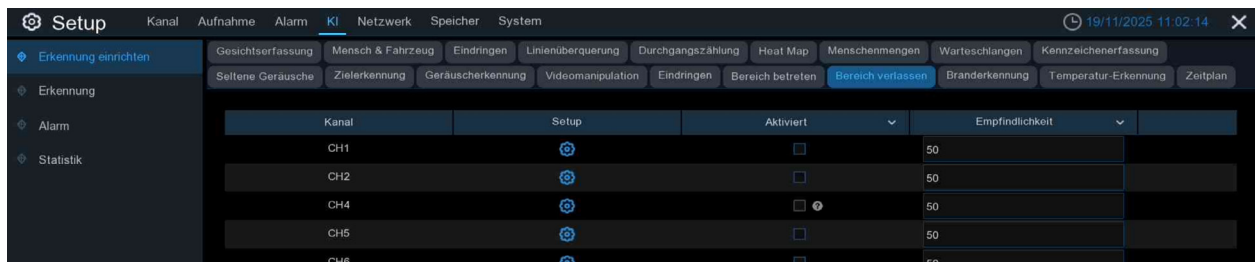 Setup Kanal Aufnahme Alarm KI Netzwerk Speicher System 19/11/2025 11:02:14
Erkennung einrichten
Erkennung
Alarm
Statistik
Gesichtserfassung Mensch & Fahrzeug Eindringen Linienüberquerung Durchgangszählung Heat Map Menschenmengen Warteschlangen Kennzeichenerfassung
Seltene Geräusche Zielerkennung Geräuscherkennung Videomanipulation Eindringen Bereich betreten Bereich verlassen Branderkennung Temperatur-Erkennung Zeitplan
Kanal Setup Aktiviert Empfindlichkeit
CH1 50
CH2 50
CH4 50
CH5 50
CH6 50